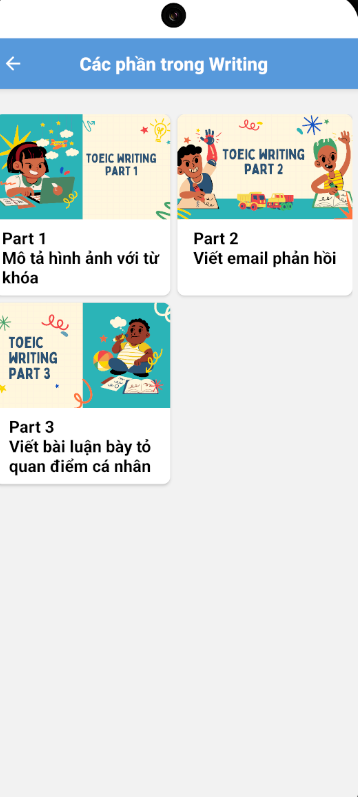 Các phần trong Writing
TOEIC WRITING
PART 1
Part 1
Mô tả hình ảnh với từ
khóa
TOEIC WRITING
PART 2
Part 2
Viết email phản hồi
TOEIC
WRITING
PART 3
Part 3
Viết bài luận bày tỏ
quan điểm cá nhân